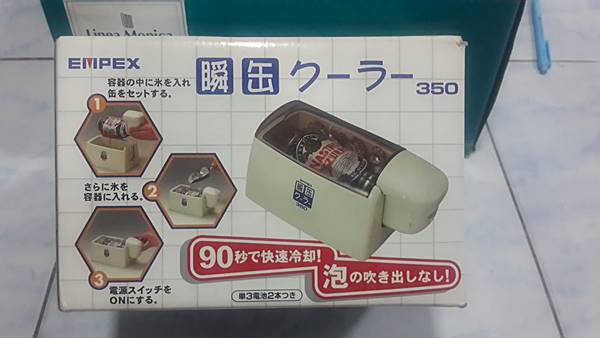 Linea Monica
EMPEX
瞬缶クーラー350
容器の中に氷を入れ
缶をセットする。
1
さらに氷を
容器に入れる。
2
3
電源スイッチを
ONにする。
90秒で快速冷却!
泡の吹き出しなし!
単3電池2本つき